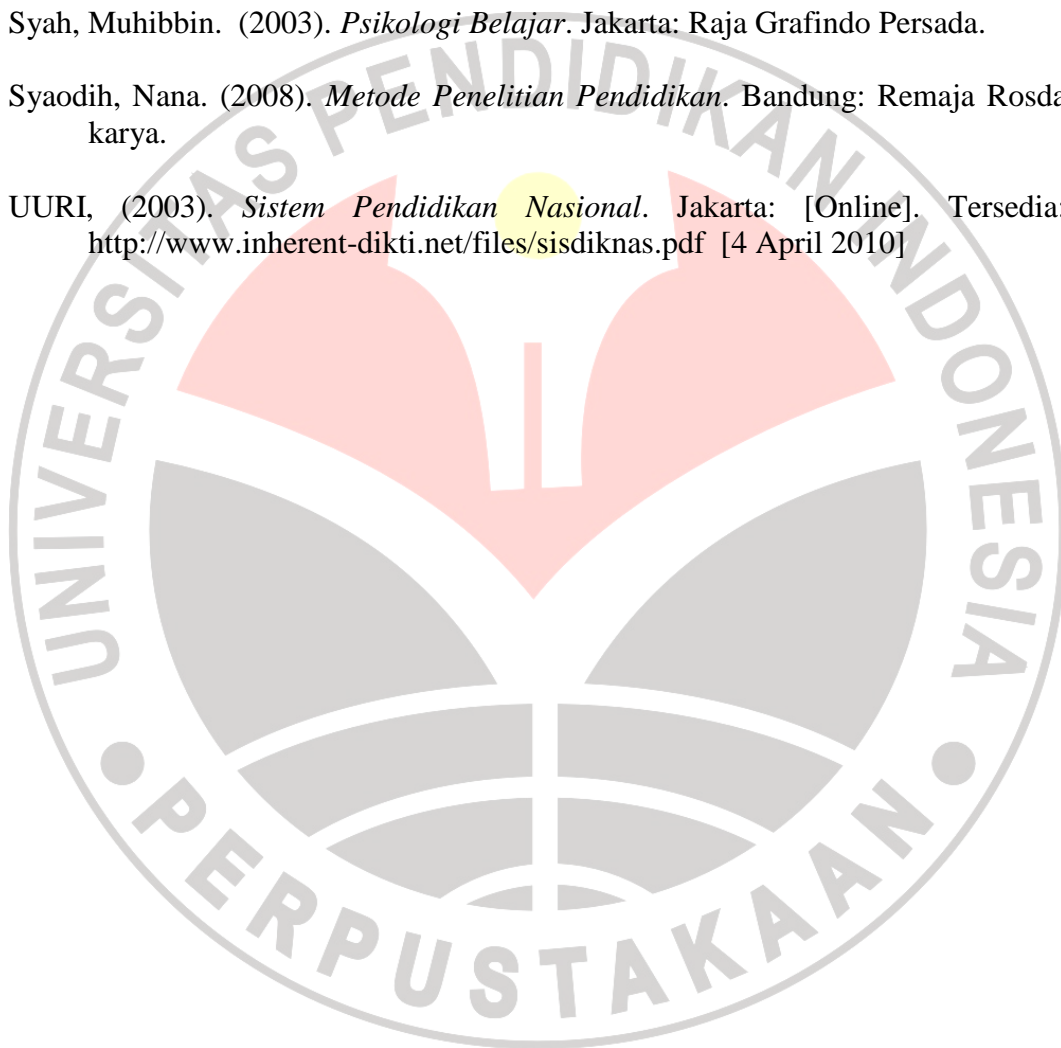 Syah, Muhibbin. (2003). Psikologi Belajar. Jakarta: Raja Grafindo Persada.
Syaodih, Nana. (2008). Metode Penelitian Pendidikan. Bandung: Remaja Rosda
karya.
UURI, (2003). Sistem Pendidikan Nasional. Jakarta: [Online]. Tersedia:
http://www.inherent-dikti.net/files/sisdiknas.pdf [4 April 2010]
UNIVERSITAS PENDIDIKAN INDONESIA
PERPUSTAKAAN